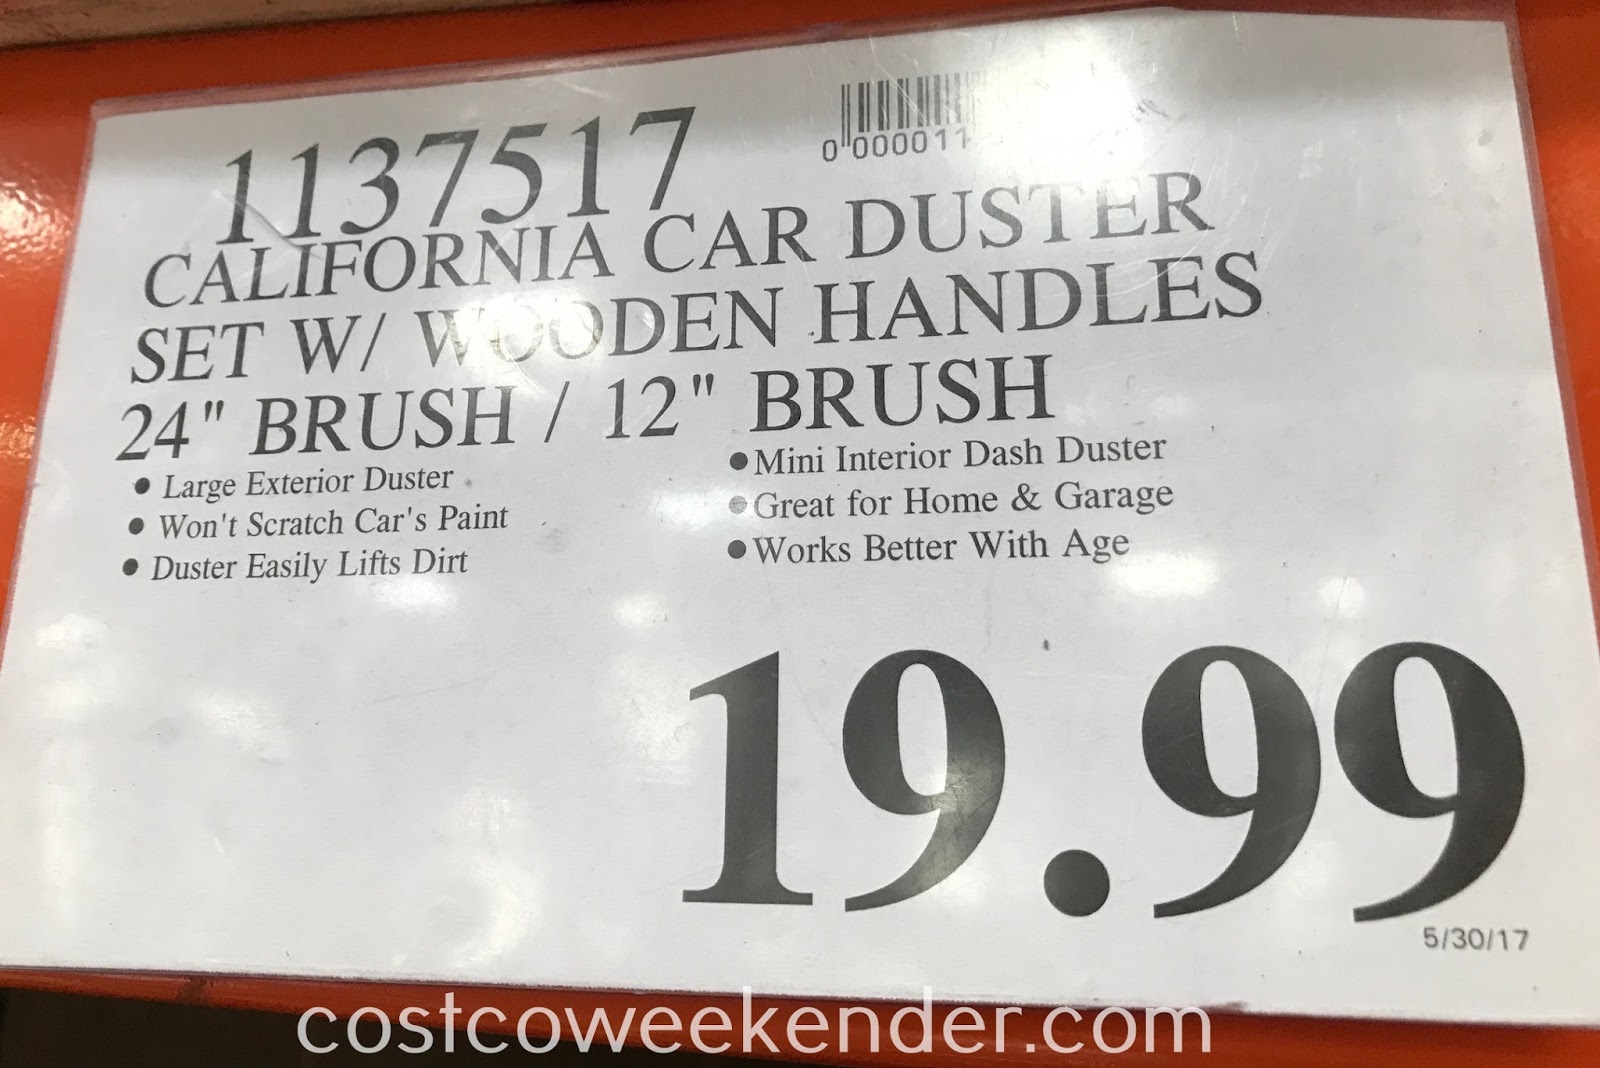 1137517
0 000011
CALIFORNIA CAR DUSTER
SET W/ WOODEN HANDLES
24" BRUSH / 12" BRUSH
● Large Exterior Duster
● Won't Scratch Car's Paint
● Duster Easily Lifts Dirt
● Mini Interior Dash Duster
● Great for Home & Garage
● Works Better With Age
19.99
5/30/17
costcoweekender.com